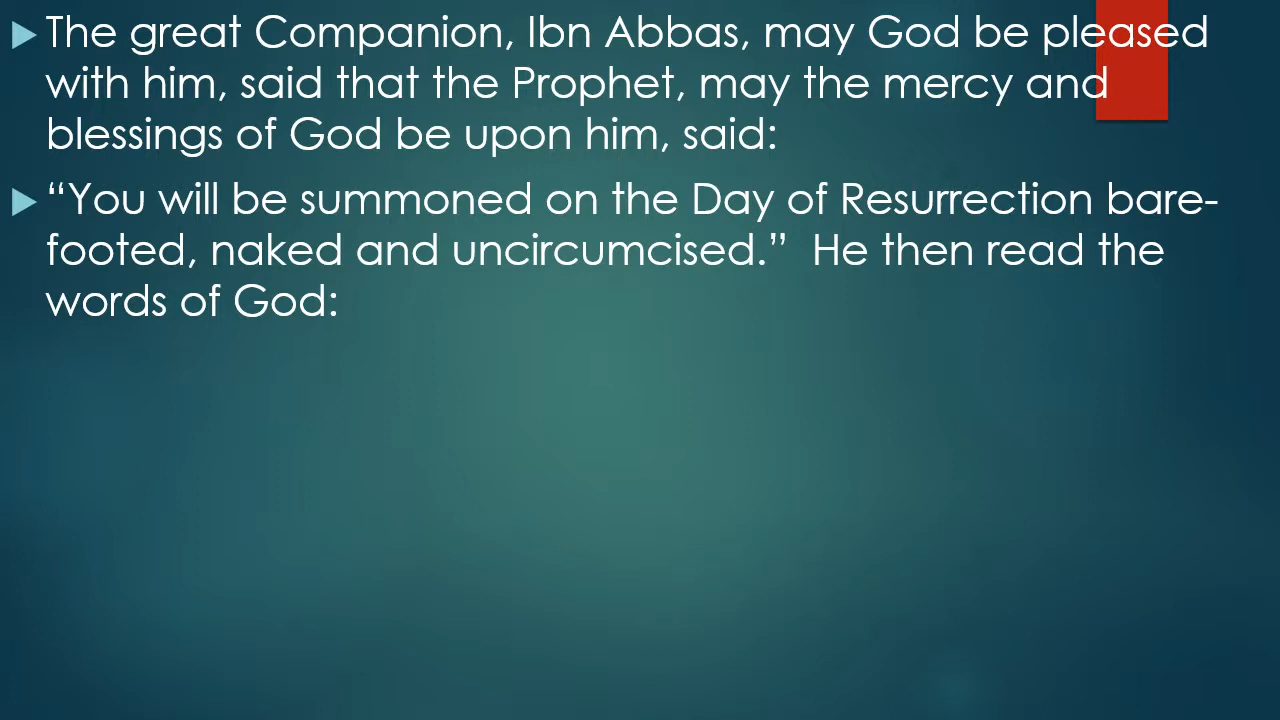 The great Companion, Ibn Abbas, may God be pleased
with him, said that the Prophet, may the mercy and
blessings of God be upon him, said:
“You will be summoned on the Day of Resurrection bare-
footed, naked and uncircumcised.”  He then read the
words of God: